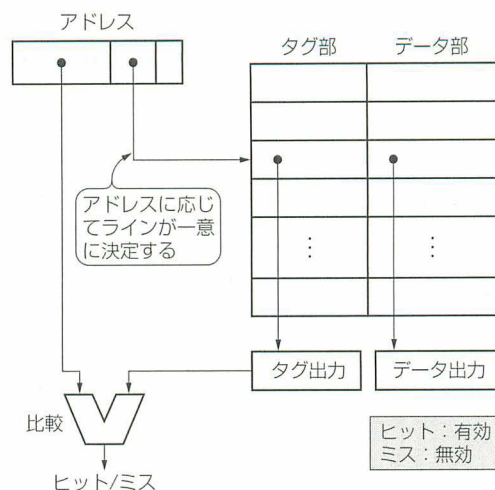 アドレス
タグ部
データ部
アドレスに応じ
てラインが一意
に決定する
タグ出力
データ出力
比較
ヒット/ミス
ヒット：有効
ミス：無効